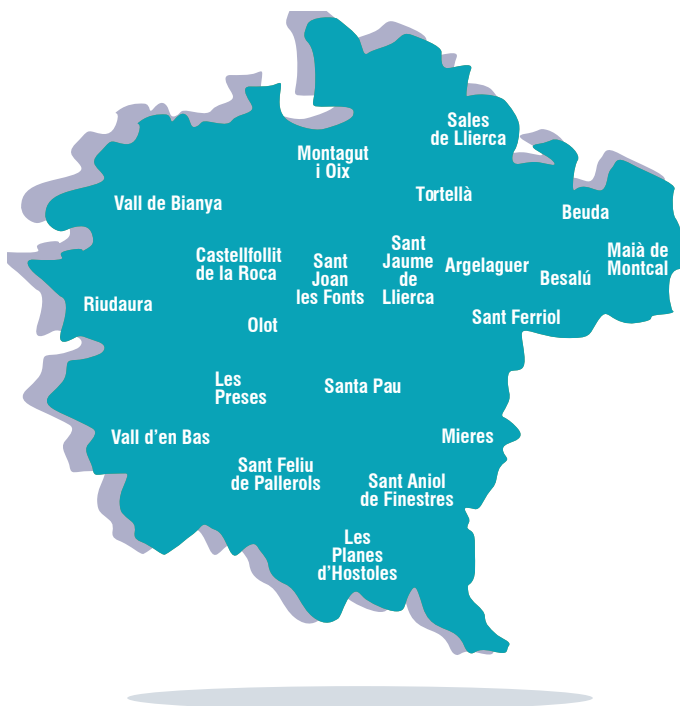 Sales
de Llierca
Montagut
i Oix
Tortellà
Vall de Bianya
Beuda
Maià de
Montcal
Castellfollit
de la Roca
Sant
Joan
les Fonts
Sant
Jaume
de
Llierca
Argelaguer
Besalú
Riudaura
Olot
Sant Ferriol
Les
Preses
Santa Pau
Vall d'en Bas
Mieres
Sant Feliu
de Pallerols
Sant Aniol
de Finestres
Les
Planes
d’Hostoles